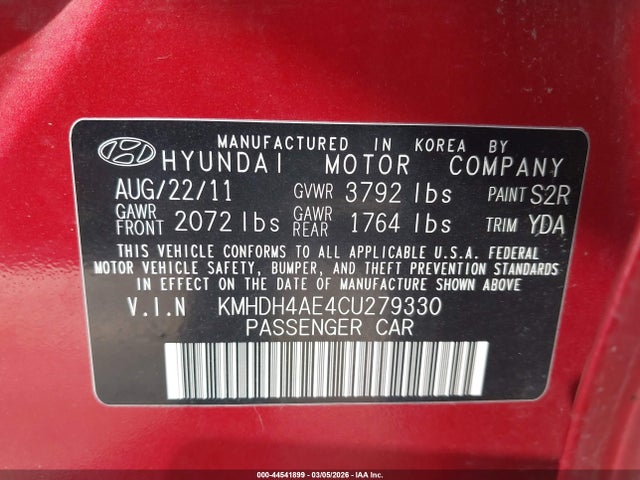 MANUFACTURED IN KOREA BY
HYUNDAI MOTOR COMPANY
AUG/22/11 GVWR 3792 lbs PAINT S2R
GAWR FRONT 2072 lbs GAWR REAR 1764 lbs TRIM YDA
THIS VEHICLE CONFORMS TO ALL APPLICABLE U.S.A. FEDERAL
MOTOR VEHICLE SAFETY, BUMPER, AND THEFT PREVENTION STANDARDS
IN EFFECT ON THE DATE OF MANUFACTURE SHOWN ABOVE.
V.I.N KMHDH4AE4CU279330
PASSENGER CAR
000-44541899 - 03/05/2026 - IAA Inc.